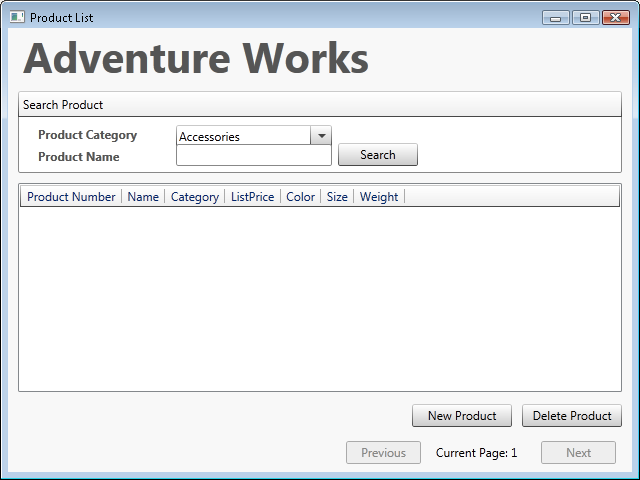 Product List
Adventure Works
Search Product
Product Category Accessories
Product Name Search
Product Number Name Category ListPrice Color Size Weight
New Product Delete Product
Previous Current Page: 1 Next